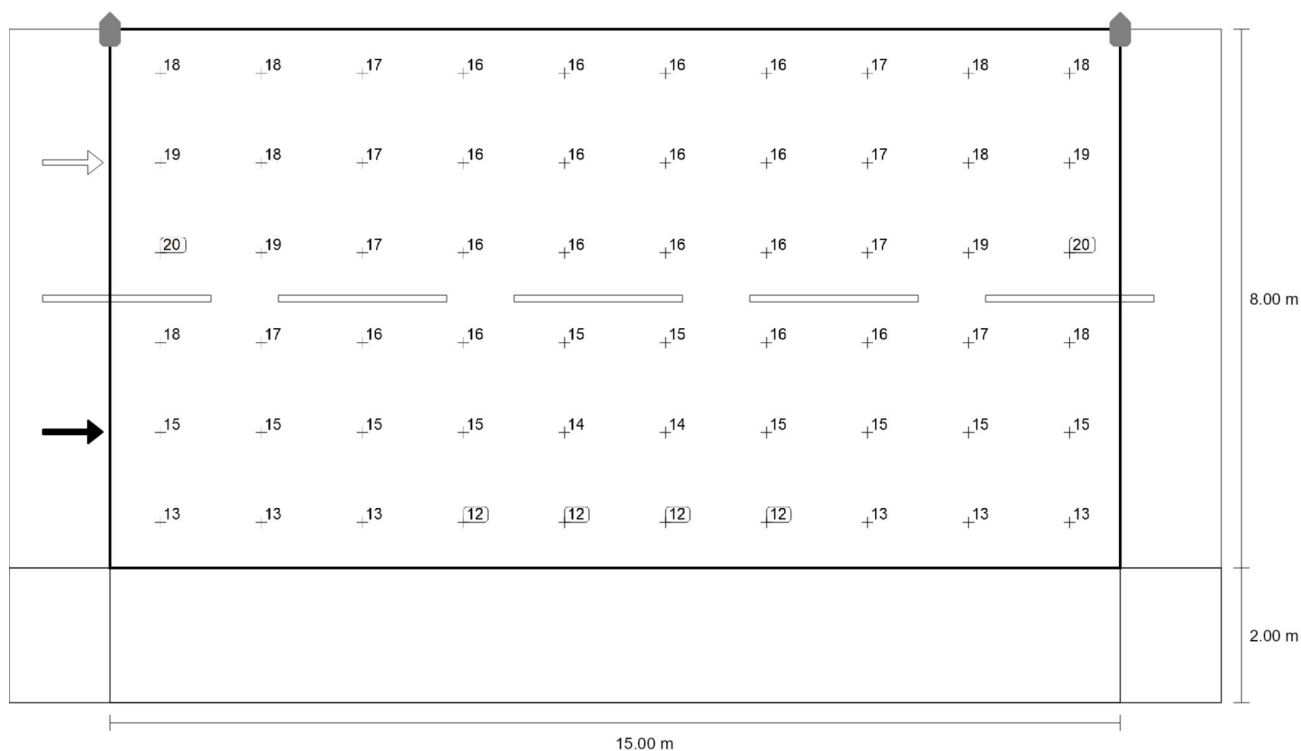 18 18 17 16 16 16 16 17 18 18
19 18 17 16 16 16 16 17 18 19
20 19 17 16 16 16 16 17 19 20
8.00 m
18 17 16 16 15 15 16 16 17 18
15 15 15 15 14 14 15 15 15 15
13 13 13 12 12 12 12 13 13 13
2.00 m
15.00 m